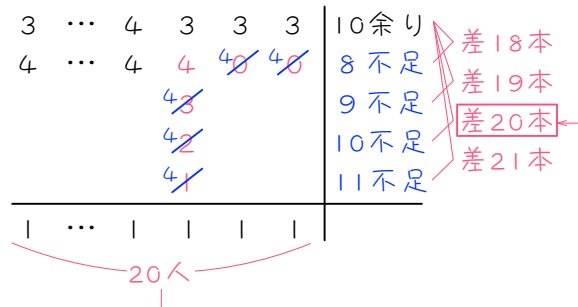 3 … 4 3 3 3 10余り
4 … 4 4 4 0 4 0 8不足 差18本
4 3 9不足 差19本
4 2 10不足 差20本
4 1 11不足 差21本
1 … 1 1 1 1
20人